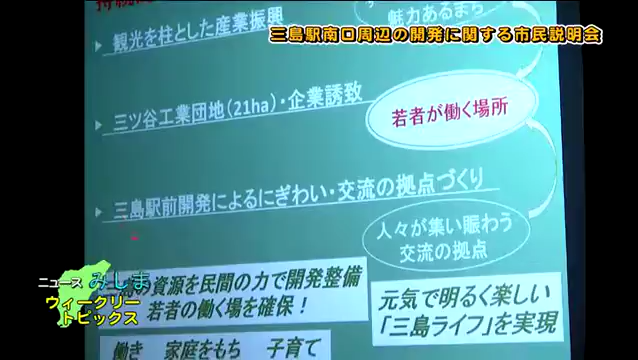 三島駅南口周辺の開発に関する市民説明会
魅力あるまち
観光を柱とした産業振興
三ツ谷工業団地(21ha)・企業誘致
若者が働く場所
三島駅前開発によるにぎわい・交流の拠点づくり
人々が集い賑わう
交流の拠点
の資源を民間の力で開発整備
若者の働く場を確保!
元気で明るく楽しい
「三島ライフ」を実現
働き 家庭をもち 子育て
ニュース みしま
ウィークリー
トピックス